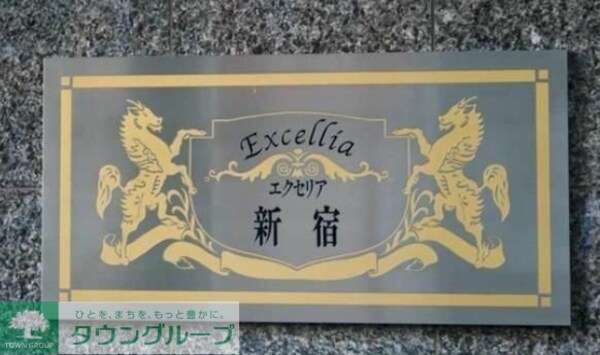 Excellia
エクセリア
新宿
ひとを、まちを、もっと豊かに。
タウングループ
TOWN GROUP